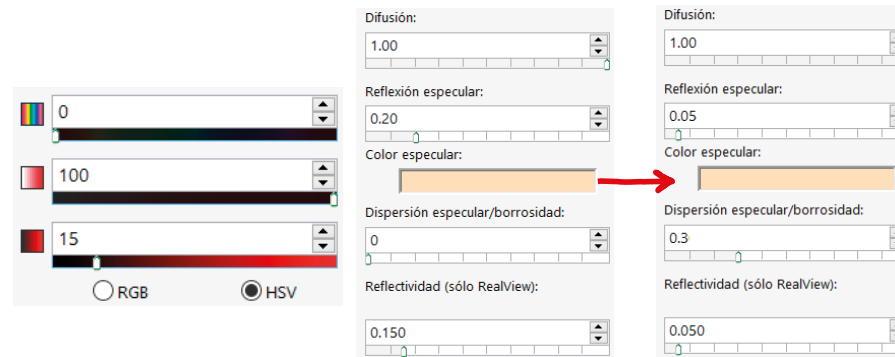 0
100
15
RGB
HSV
Difusión:
1.00
Reflexión especular:
0.20
Color especular:
Dispersión especular/borrosidad:
0
Reflectividad (sólo RealView):
0.150
Difusión:
1.00
Reflexión especular:
0.05
Color especular:
Dispersión especular/borrosidad:
0.3
Reflectividad (sólo RealView):
0.050